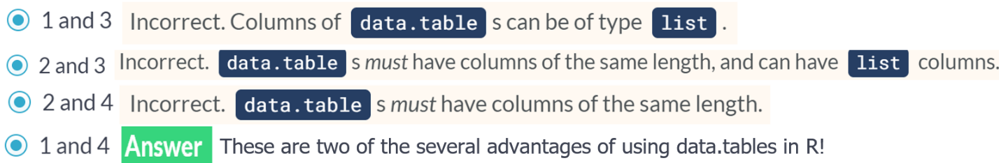 1 and 3 Incorrect. Columns of data.table s can be of type list .
2 and 3 Incorrect. data.table s must have columns of the same length, and can have list columns.
2 and 4 Incorrect. data.table s must have columns of the same length.
1 and 4 Answer These are two of the several advantages of using data.tables in R!